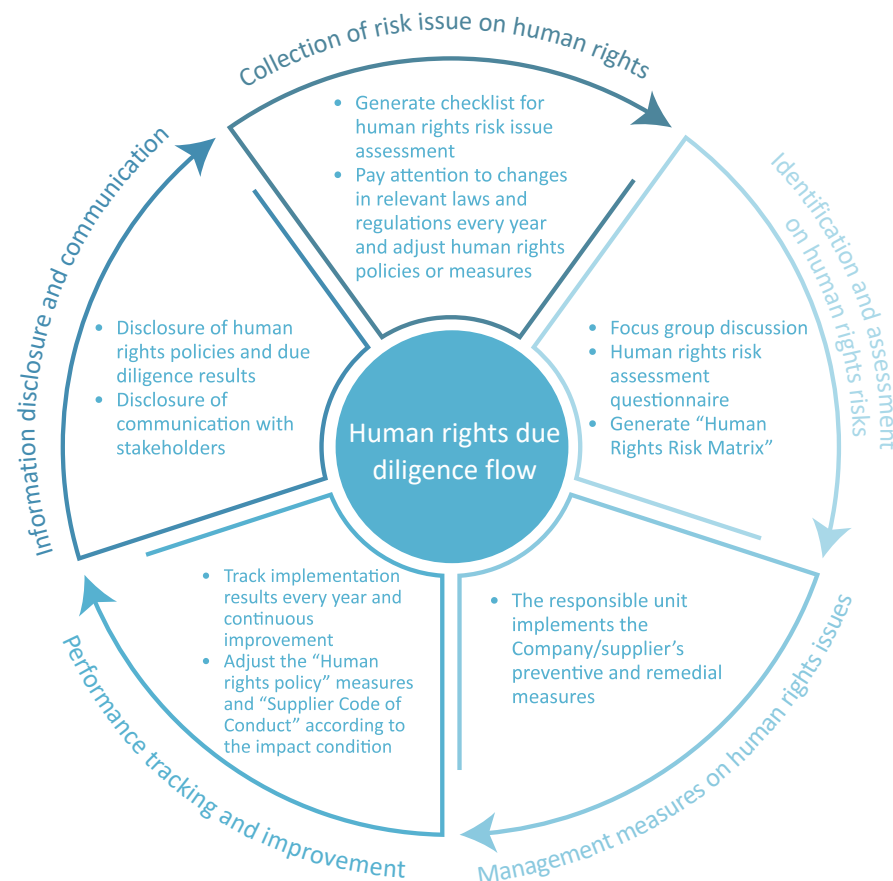 Collection of risk issue on human rights
• Generate checklist for
human rights risk issue
assessment
• Pay attention to changes
in relevant laws and
regulations every year
and adjust human rights
policies or measures
Identification and assessment
on human rights risks
• Focus group discussion
• Human rights risk
assessment
questionnaire
• Generate “Human
Rights Risk Matrix”
Management measures on human rights issues
• The responsible unit
implements the
Company/supplier’s
preventive and remedial
measures
Performance tracking and improvement
• Track implementation
results every year and
continuous
improvement
• Adjust the “Human
rights policy” measures
and “Supplier Code of
Conduct” according to
the impact condition
Information disclosure and communication
• Disclosure of human
rights policies and due
diligence results
• Disclosure of
communication with
stakeholders
Human rights due
diligence flow